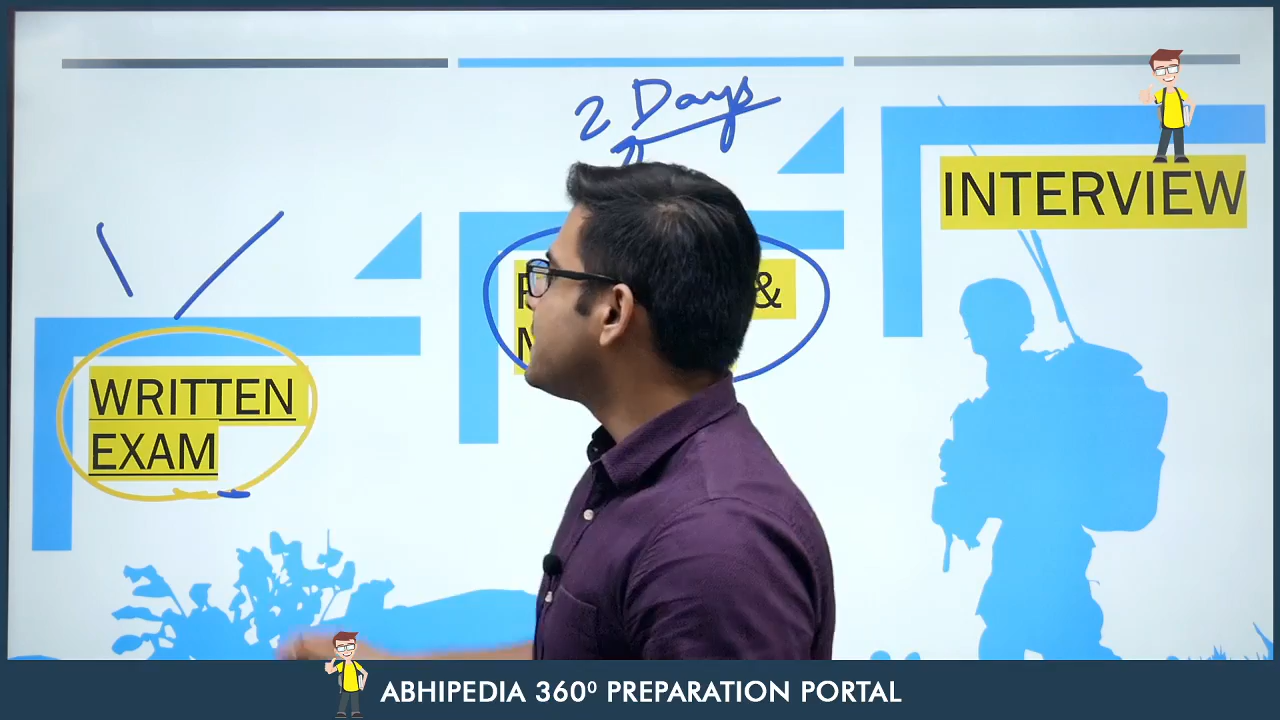 2 Days
INTERVIEW
&
WRITTEN
EXAM
ABHIPEDIA 360⁰ PREPARATION PORTAL